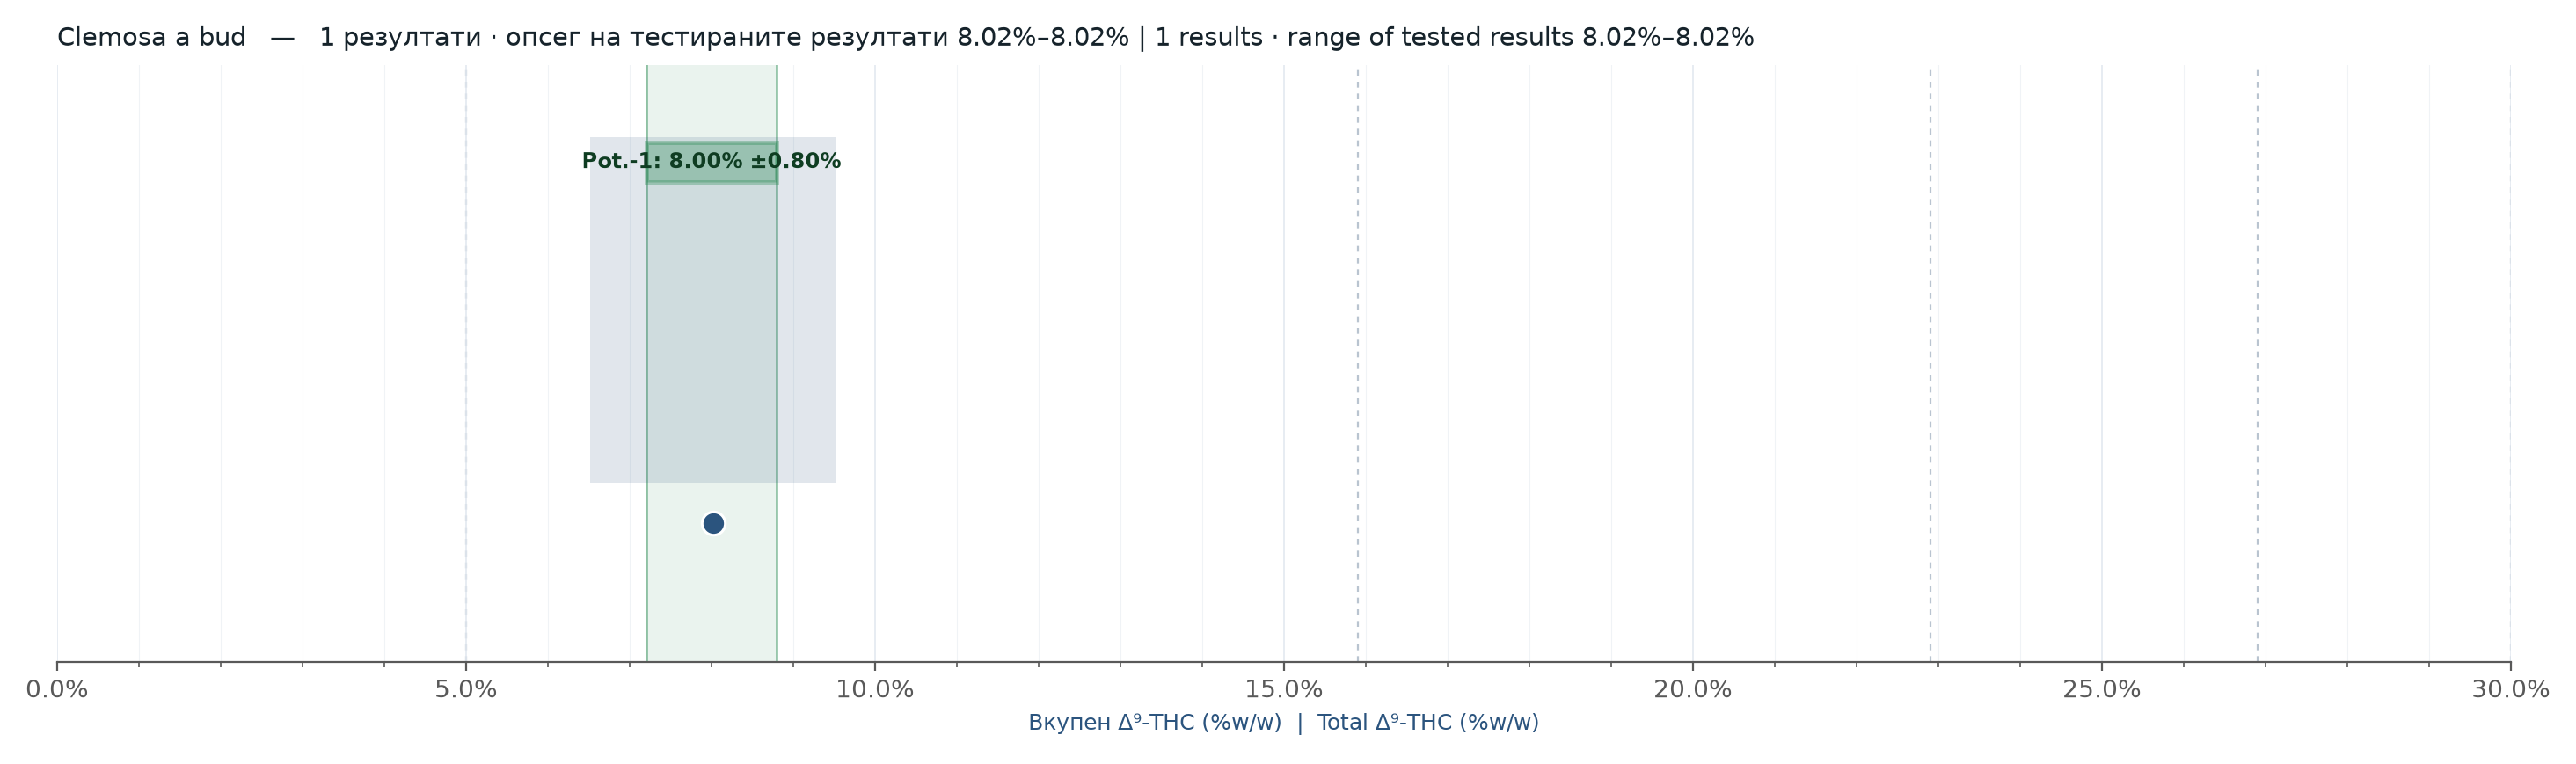 Clemosa a bud — 1 резултати · опсег на тестираните резултати 8.02%–8.02% | 1 results · range of tested results 8.02%–8.02%
Pot.-1: 8.00% ±0.80%
0.0% 5.0% 10.0% 15.0% 20.0% 25.0% 30.0%
Вкупен Δ⁹-THC (%w/w) | Total Δ⁹-THC (%w/w)